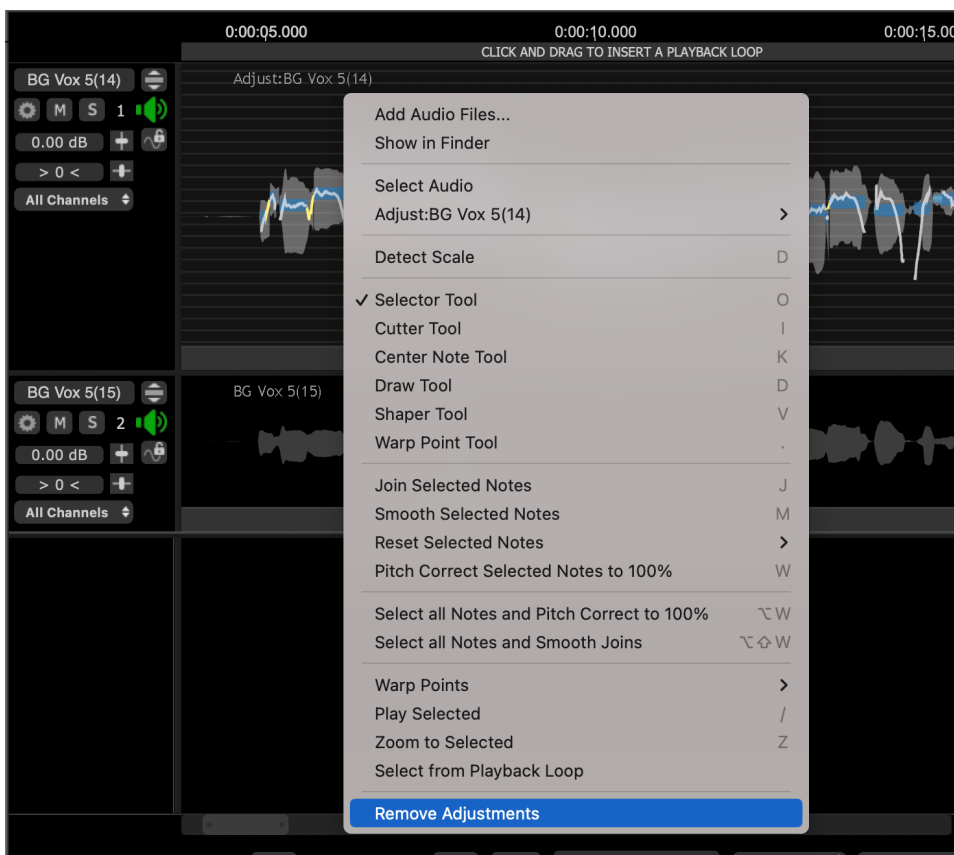 0:00:05.000 0:00:10.000 0:00:15.00
CLICK AND DRAG TO INSERT A PLAYBACK LOOP
BG Vox 5(14)
Adjust:BG Vox 5(14)
M S 1
0.00 dB
> 0 <
All Channels
BG Vox 5(15)
BG Vox 5(15)
M S 2
0.00 dB
> 0 <
All Channels
Add Audio Files...
Show in Finder
Select Audio
Adjust:BG Vox 5(14) >
Detect Scale D
✓ Selector Tool O
Cutter Tool I
Center Note Tool K
Draw Tool D
Shaper Tool V
Warp Point Tool .
Join Selected Notes J
Smooth Selected Notes M
Reset Selected Notes >
Pitch Correct Selected Notes to 100% W
Select all Notes and Pitch Correct to 100% ⌥W
Select all Notes and Smooth Joins ⌥⇧W
Warp Points >
Play Selected /
Zoom to Selected Z
Select from Playback Loop
Remove Adjustments